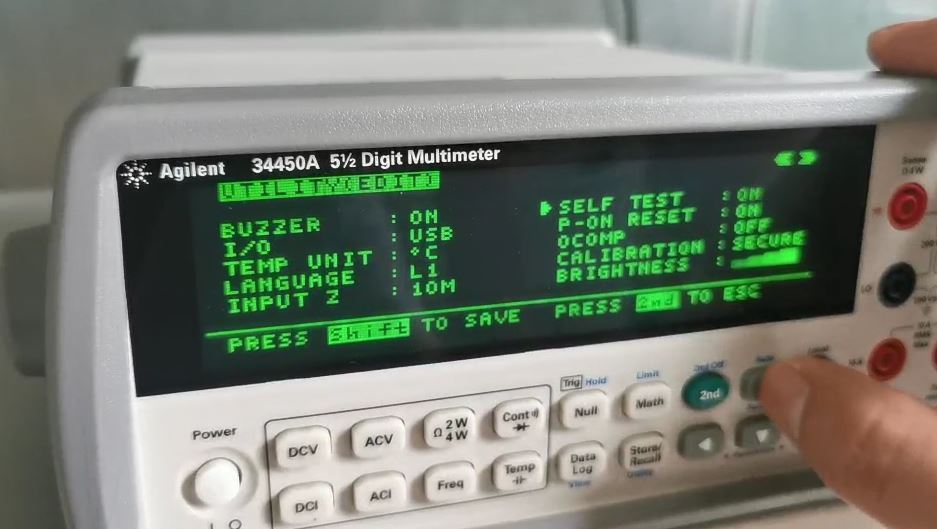 Agilent 34450A 5½ Digit Multimeter
UTILITY(EDIT)
BUZZER : ON
I/O : USB
TEMP UNIT : °C
LANGUAGE : L1
INPUT Z : 10M
SELF TEST : ON
P-ON RESET : ON
OCOMP : OFF
CALIBRATION : SECURE
BRIGHTNESS :
PRESS Shift TO SAVE PRESS 2nd TO ESC
Power
DCV
ACV
Ω 2W 4W
Cont
DCI
ACI
Freq
Temp
Trig Hold
Null
Limit
Math
2nd
Data Log
View
Store/Recall
Sense
LO